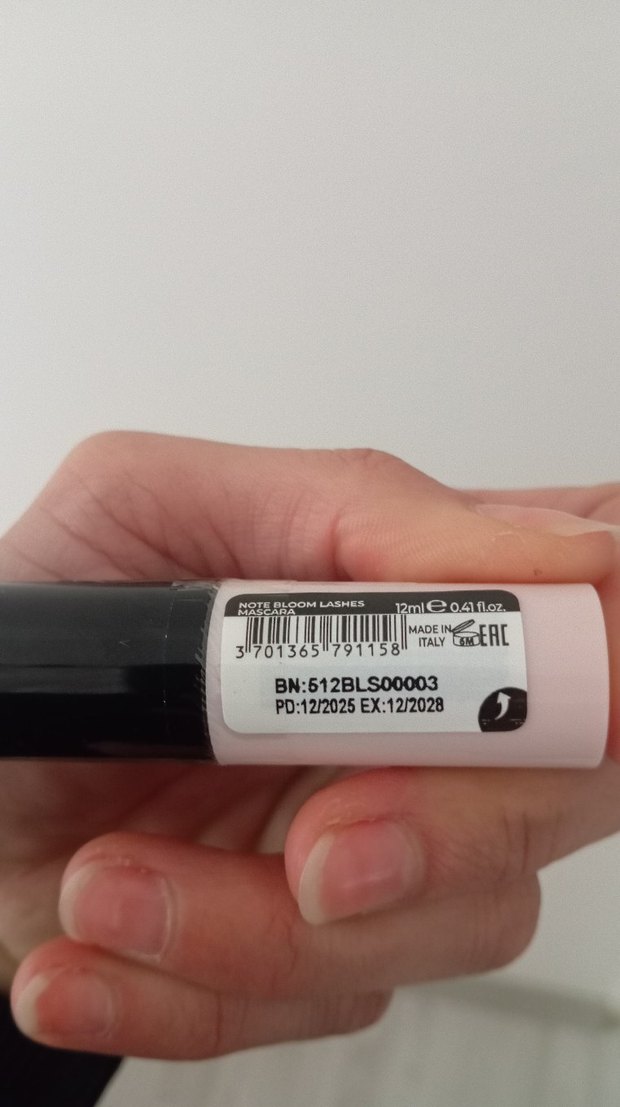 NOTE BLOOM LASHES
MASCARA
12ml ℮ 0.41 fl.oz.
3 701365 791158
MADE IN
ITALY
6M
EAC
BN:512BLS00003
PD:12/2025 EX:12/2028